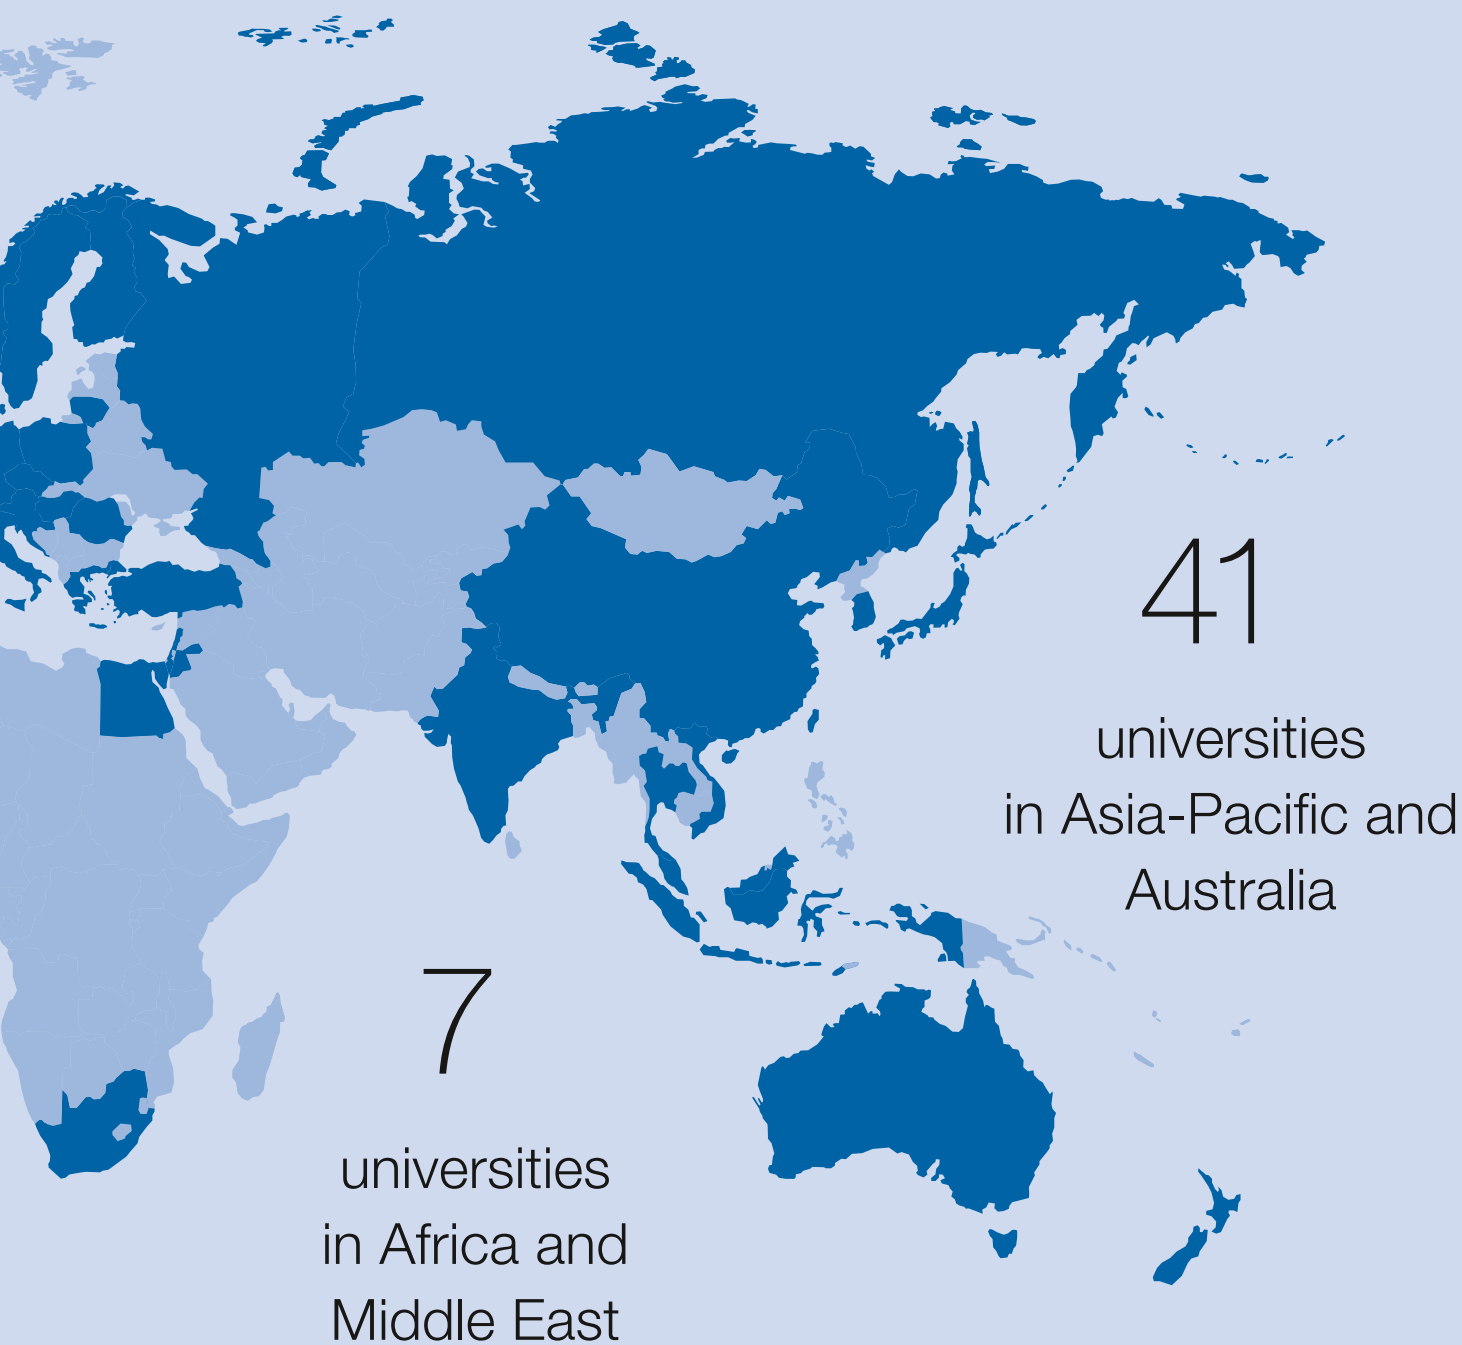 41
universities
in Asia-Pacific and
Australia
7
universities
in Africa and
Middle East